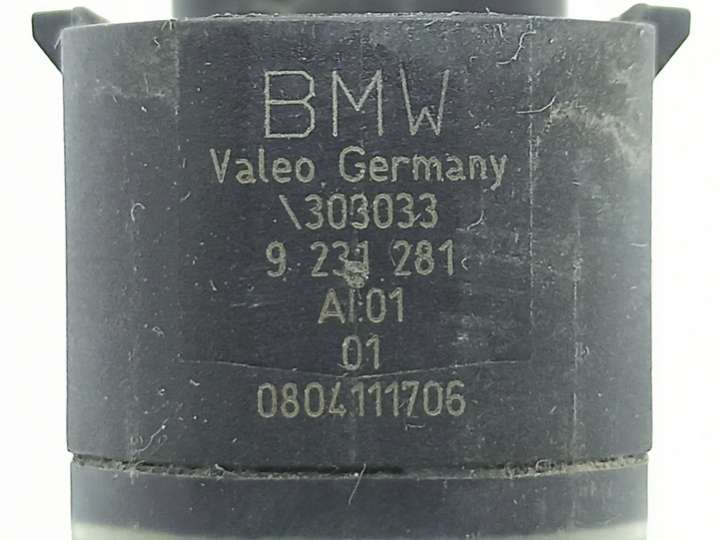 BMW
Valeo Germany
\303033
9 231 281
AI:01
01
0804111706